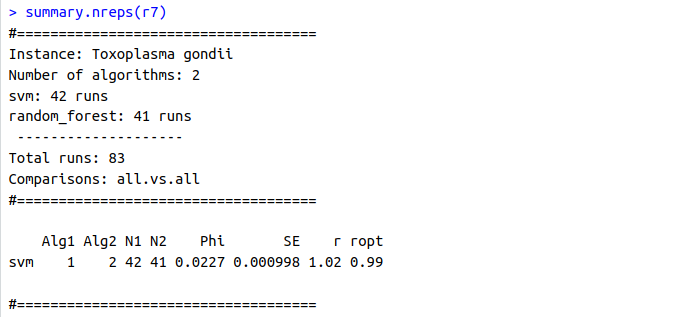 > summary.nreps(r7)
#====================================
Instance: Toxoplasma gondii
Number of algorithms: 2
svm: 42 runs
random_forest: 41 runs
--------------------
Total runs: 83
Comparisons: all.vs.all
#====================================
Alg1 Alg2 N1 N2 Phi SE r ropt
svm 1 2 42 41 0.0227 0.000998 1.02 0.99
#====================================